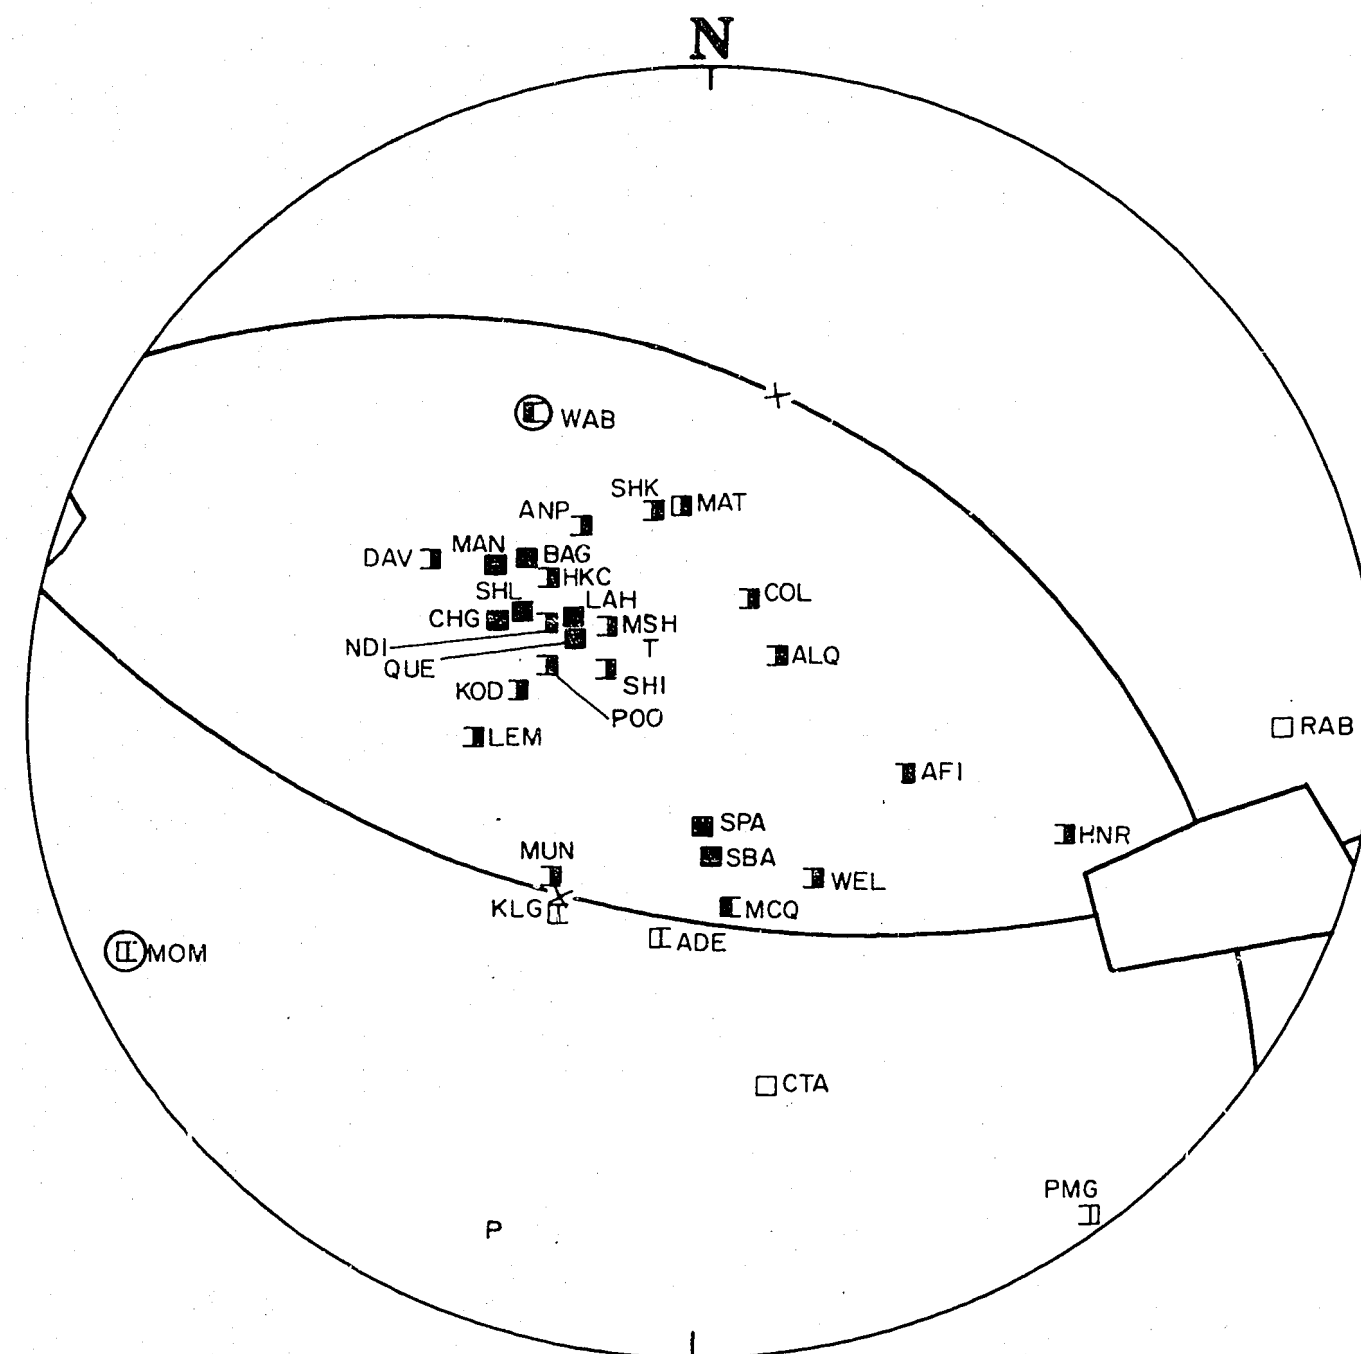 N
WAB
SHK
MAT
ANP
DAV
MAN
BAG
HKC
SHL
LAH
COL
CHG
MSH
T
NDI
QUE
ALQ
KOD
SHI
POO
LEM
RAB
AFI
SPA
HNR
MUN
SBA
WEL
KLG
MCQ
ADE
MOM
CTA
PMG
P